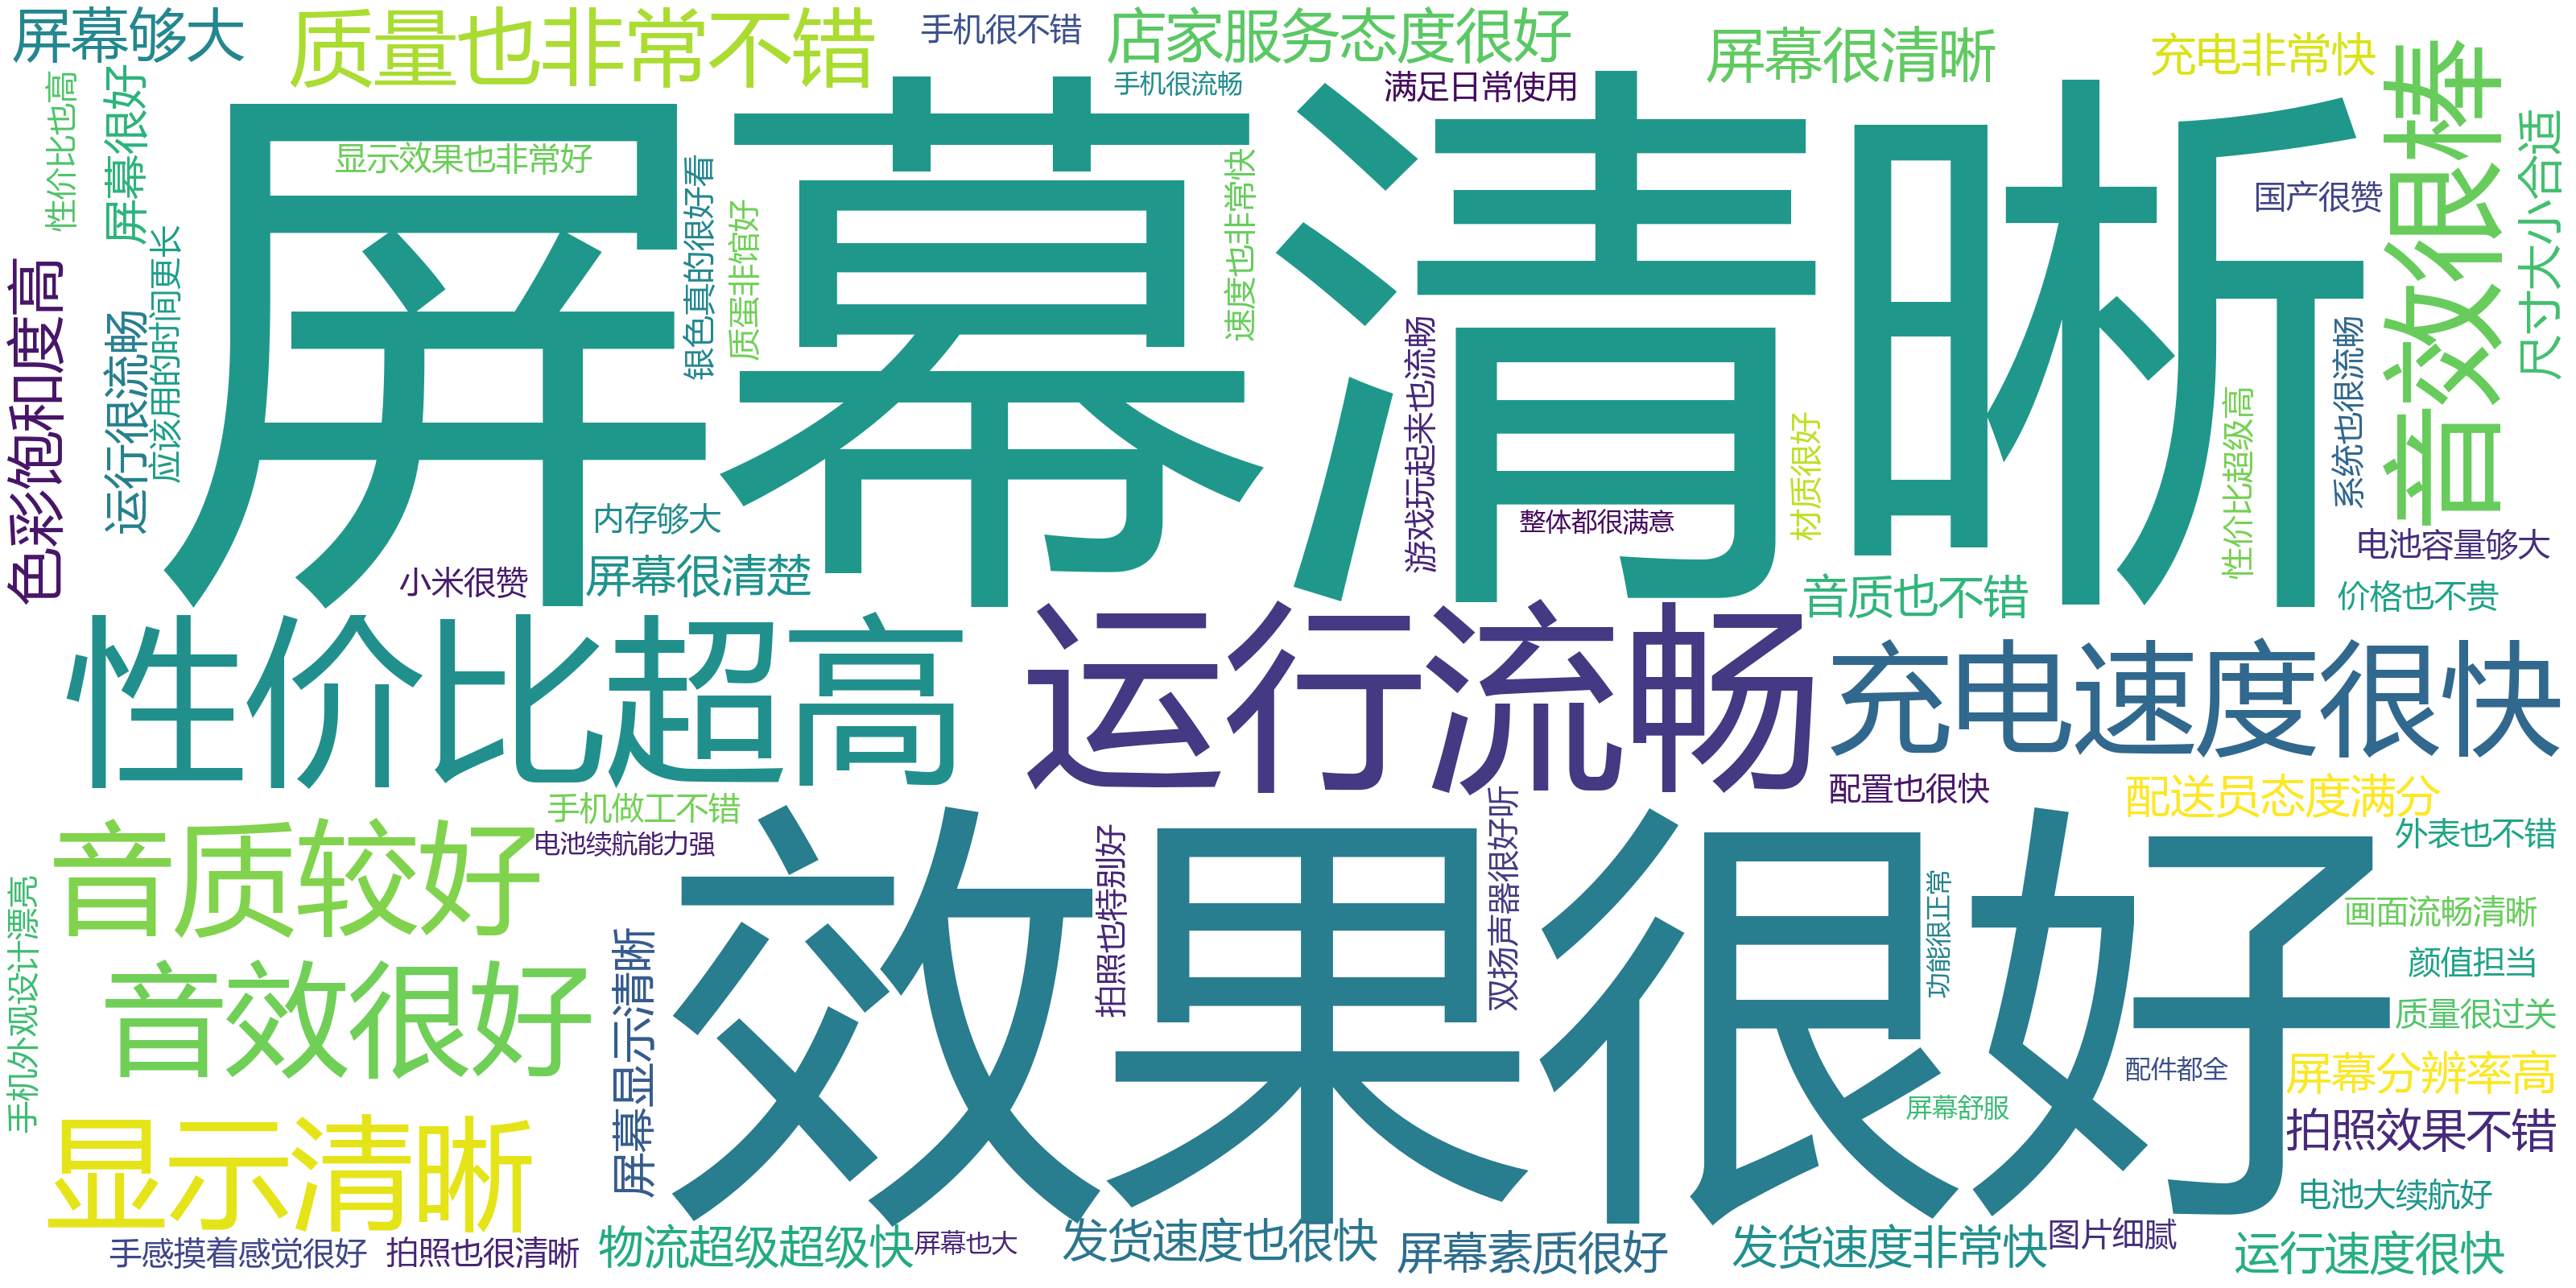 屏幕够大
质量也非常不错
手机很不错
店家服务态度很好
屏幕很清晰
充电非常快
手机很流畅
满足日常使用
性价比也高
屏幕很好
显示效果也非常好
银色真的很好看
质蛋非馆好
速度也非常快
屏幕清晰
国产很赞
音效很棒
尺寸大小合适
色彩饱和度高
运行很流畅
应该用的时间更长
游戏玩起来也流畅
材质很好
性价比超级高
系统也很流畅
内存够大
整体都很满意
电池容量够大
小米很赞
屏幕很清楚
音质也不错
价格也不贵
性价比超高
运行流畅
充电速度很快
手机做工不错
配置也很快
配送员态度满分
电池续航能力强
外表也不错
音质较好
拍照也特别好
双扬声器很好听
功能很正常
效果很好
画面流畅清晰
颜值担当
手机外观设计漂亮
音效很好
屏幕显示清晰
质量很过关
配件都全
屏幕分辨率高
屏幕舒服
显示清晰
拍照效果不错
电池大续航好
手感摸着感觉很好
拍照也很清晰
物流超级超级快
屏幕也大
发货速度也很快
屏幕素质很好
发货速度非常快
图片细腻
运行速度很快